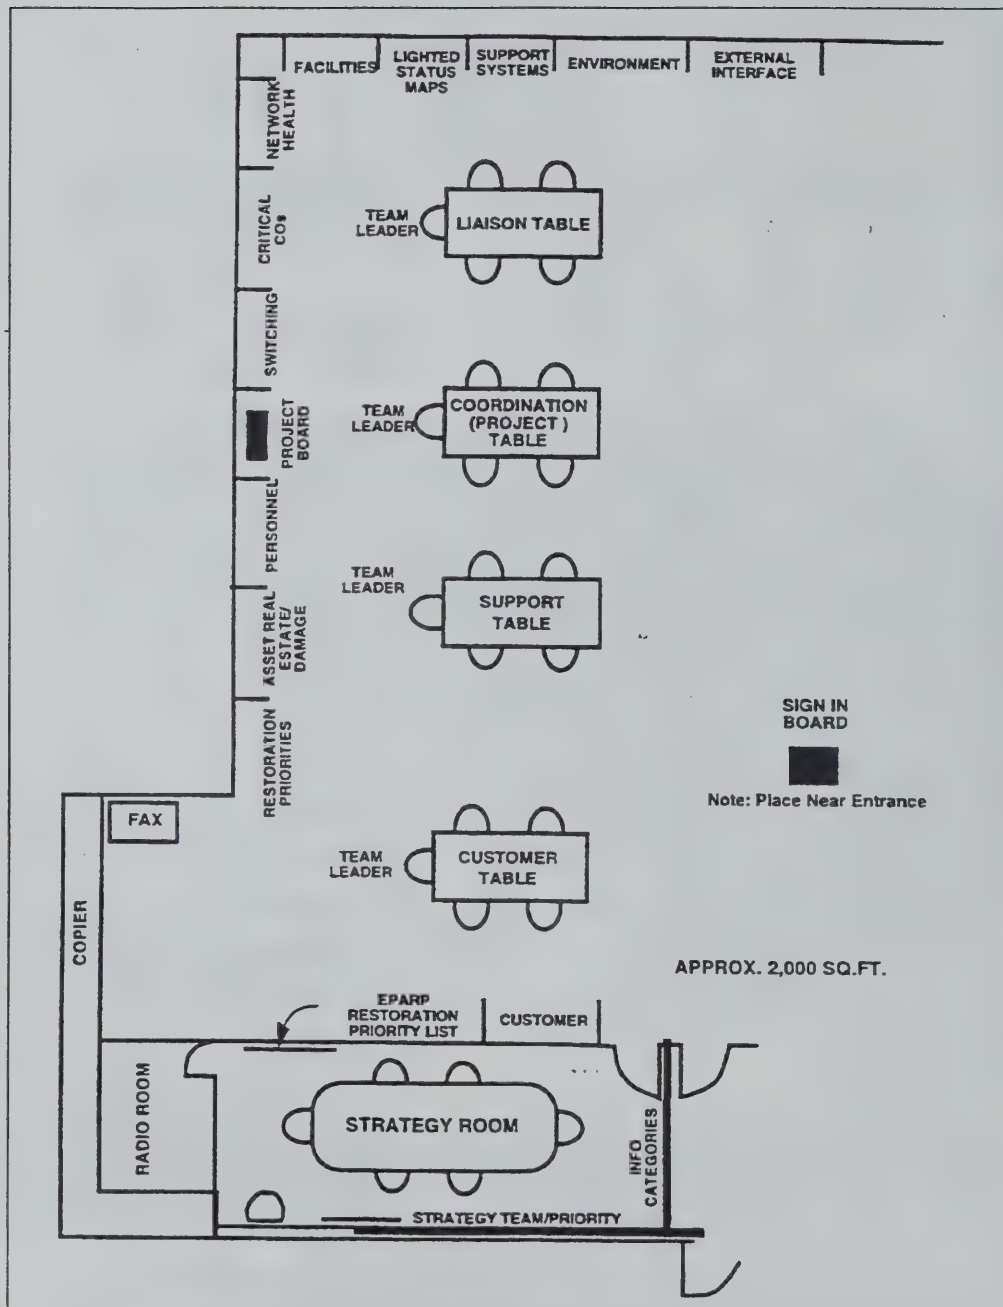 FACILITIES
LIGHTED
STATUS
MAPS
SUPPORT
SYSTEMS
ENVIRONMENT
EXTERNAL
INTERFACE
NETWORK
HEALTH
CRITICAL
COs
SWITCHING
PROJECT
BOARD
PERSONNEL
ASSET REAL
ESTATE/
DAMAGE
RESTORATION
PRIORITIES
TEAM
LEADER
LIAISON TABLE
TEAM
LEADER
COORDINATION
(PROJECT )
TABLE
TEAM
LEADER
SUPPORT
TABLE
SIGN IN
BOARD
Note: Place Near Entrance
FAX
TEAM
LEADER
CUSTOMER
TABLE
COPIER
APPROX. 2,000 SQ.FT.
EPARP
RESTORATION
PRIORITY LIST
CUSTOMER
RADIO ROOM
STRATEGY ROOM
INFO
CATEGORIES
STRATEGY TEAM/PRIORITY